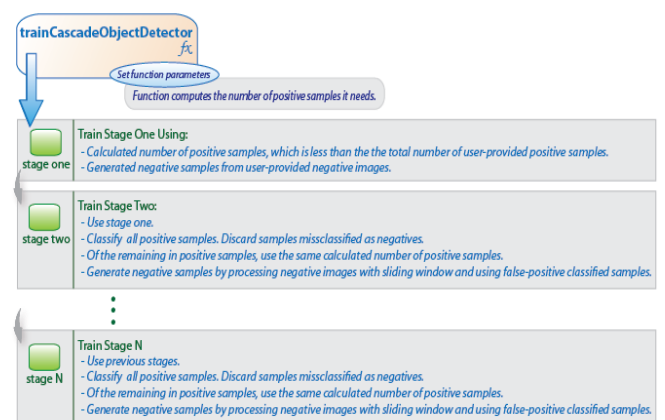 trainCascadeObjectDetector
fx
Set function parameters
Function computes the number of positive samples it needs.
stage one
Train Stage One Using:
- Calculated number of positive samples, which is less than the the total number of user-provided positive samples.
- Generated negative samples from user-provided negative images.
stage two
Train Stage Two:
- Use stage one.
- Classify all positive samples. Discard samples missclassified as negatives.
- Of the remaining in positive samples, use the same calculated number of positive samples.
- Generate negative samples by processing negative images with sliding window and using false-positive classified samples.
stage N
Train Stage N
- Use previous stages.
- Classify all positive samples. Discard samples missclassified as negatives.
- Of the remaining in positive samples, use the same calculated number of positive samples.
- Generate negative samples by processing negative images with sliding window and using false-positive classified samples.